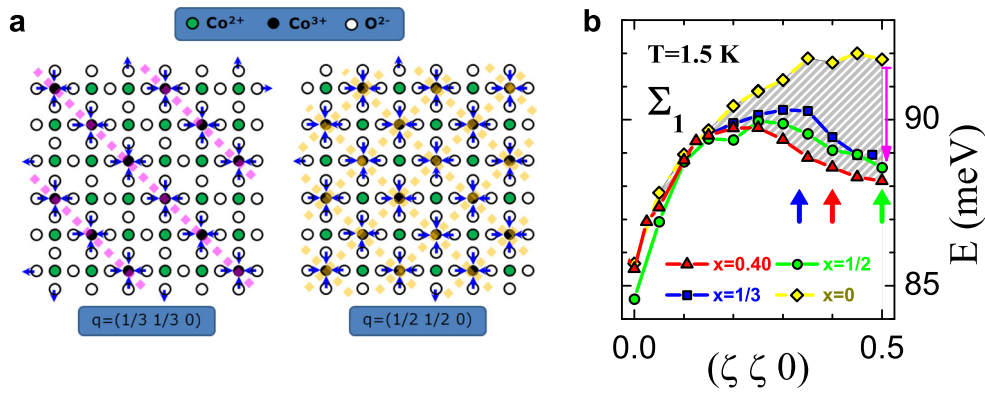 a
Co²⁺ Co³⁺ O²⁻
q=(1/3 1/3 0)
q=(1/2 1/2 0)
b
T=1.5 K
Σ₁
x=0.40 x=1/2
x=1/3 x=0
90
85
E (meV)
0.0 0.5
(ζ ζ 0)